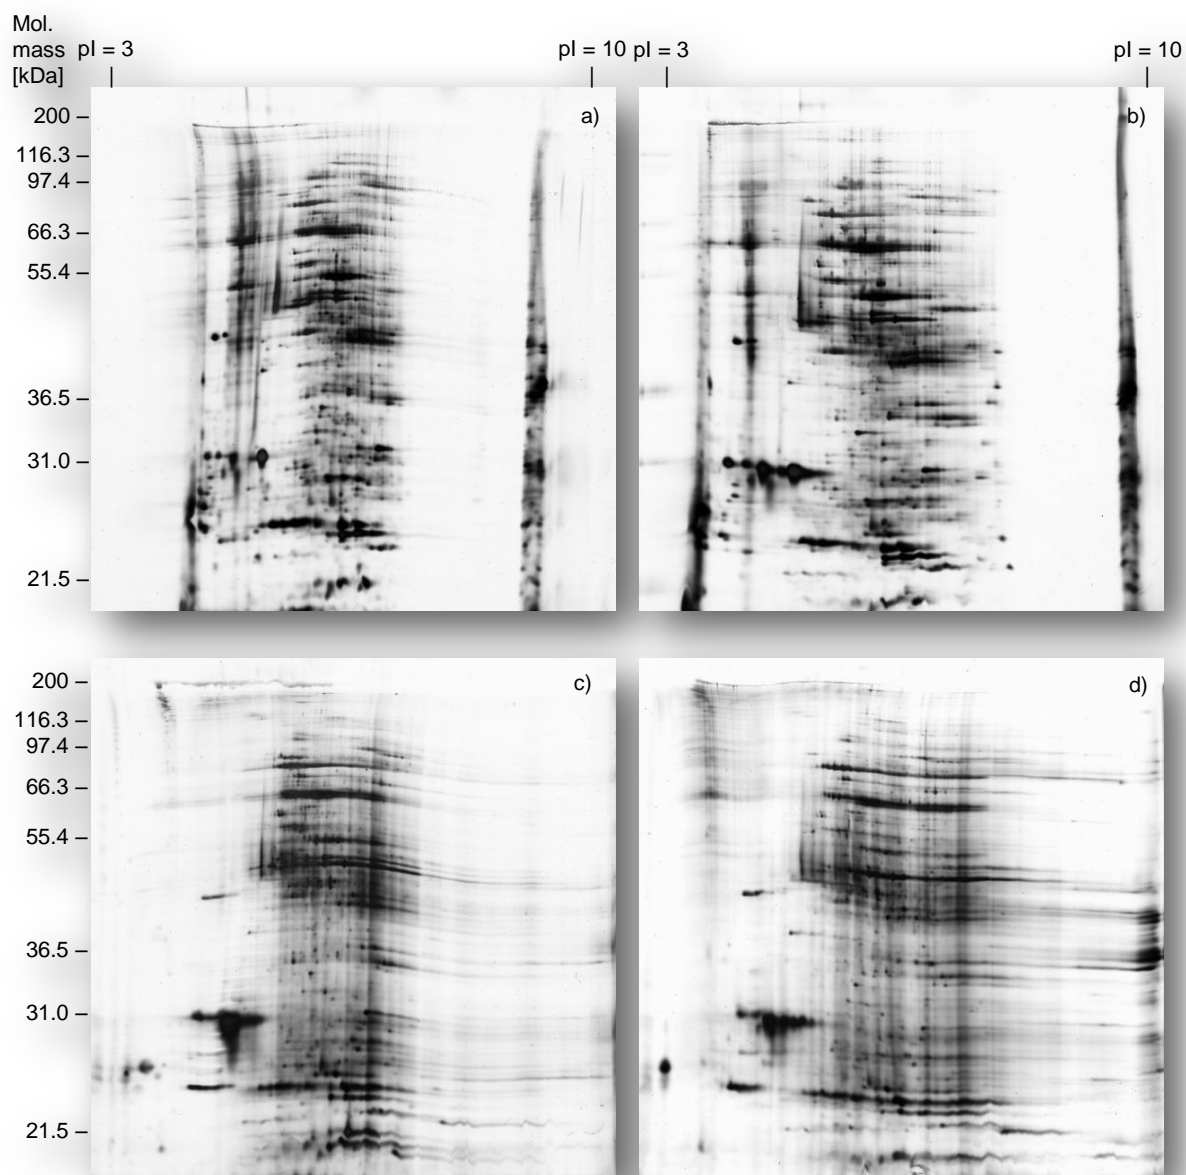 Mol.
mass pI = 3 pI = 10 pI = 3 pI = 10
[kDa] | | | |
200 – a) b)
116.3 –
97.4 –
66.3 –
55.4 –
36.5 –
31.0 –
21.5 –
200 – c) d)
116.3 –
97.4 –
66.3 –
55.4 –
36.5 –
31.0 –
21.5 –